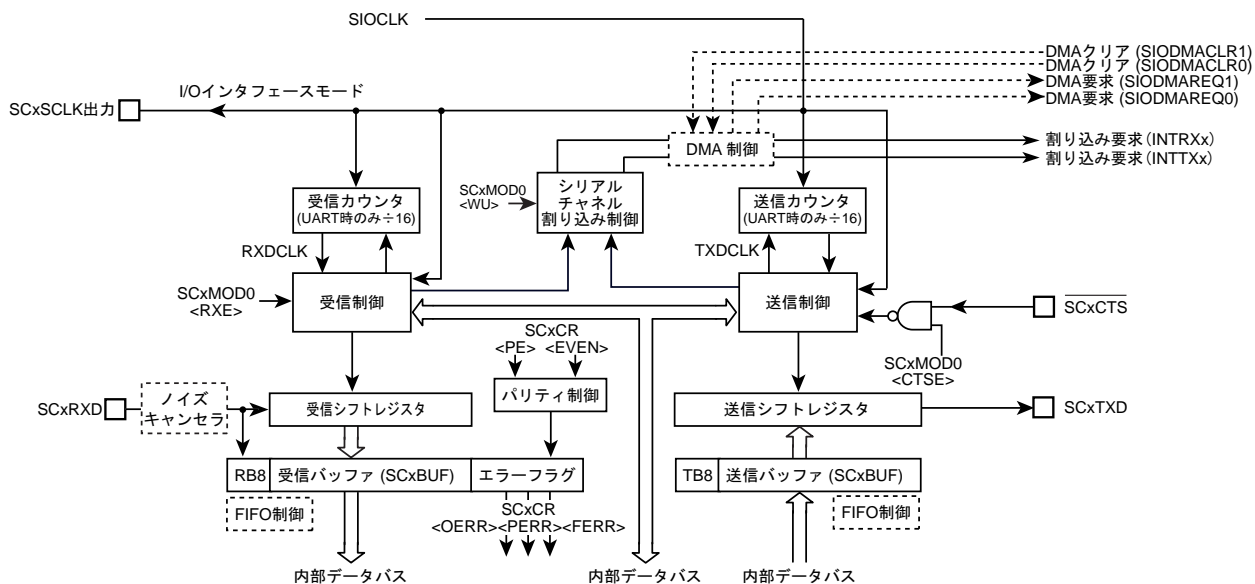 SIOCLK
DMAクリア (SIODMACLR1)
DMAクリア (SIODMACLR0)
DMA要求 (SIODMAREQ1)
DMA要求 (SIODMAREQ0)
I/Oインタフェースモード
SCxSCLK出力
DMA 制御
割り込み要求 (INTRXx)
割り込み要求 (INTTXx)
受信カウンタ
(UART時のみ÷16)
SCxMOD0
<WU>
シリアル
チャネル
割り込み制御
送信カウンタ
(UART時のみ÷16)
RXDCLK
TXDCLK
SCxMOD0
<RXE>
受信制御
送信制御
SCxCTS
SCxCR
<PE> <EVEN>
SCxMOD0
<CTSE>
パリティ制御
SCxRXD
ノイズ
キャンセラ
受信シフトレジスタ
送信シフトレジスタ
SCxTXD
RB8 受信バッファ (SCxBUF) エラーフラグ
TB8 送信バッファ (SCxBUF)
FIFO制御
SCxCR
<OERR><PERR><FERR>
FIFO制御
内部データバス
内部データバス
内部データバス